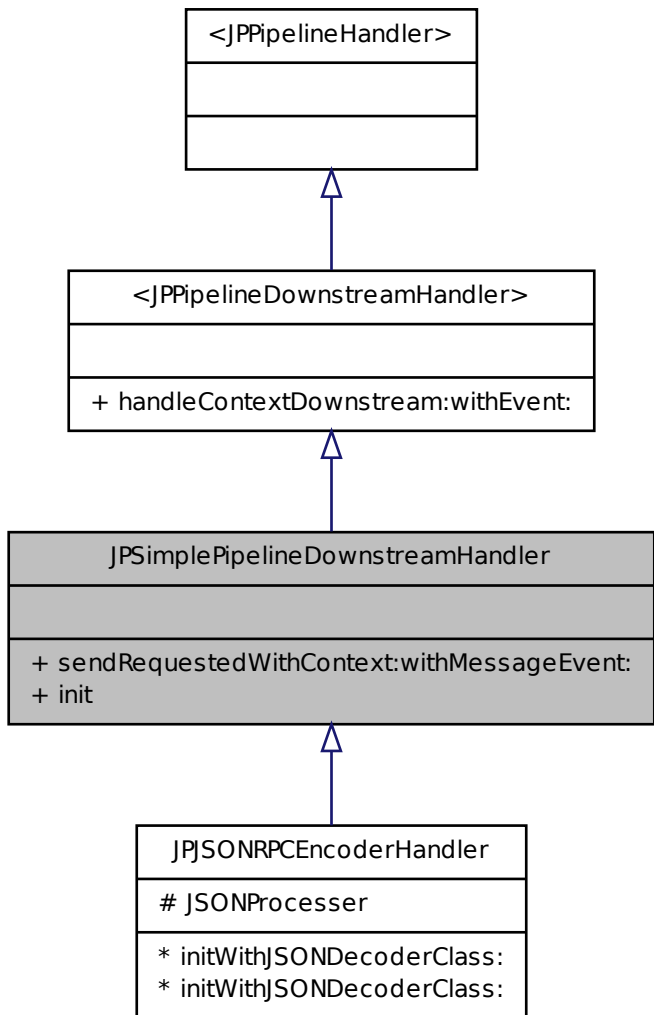 <JPPipelineHandler>
<JPPipelineDownstreamHandler>
+ handleContextDownstream:withEvent:
JPSimplePipelineDownstreamHandler
+ sendRequestedWithContext:withMessageEvent:
+ init
JPJSONRPCEncoderHandler
# JSONProcesser
* initWithJSONDecoderClass:
* initWithJSONDecoderClass: